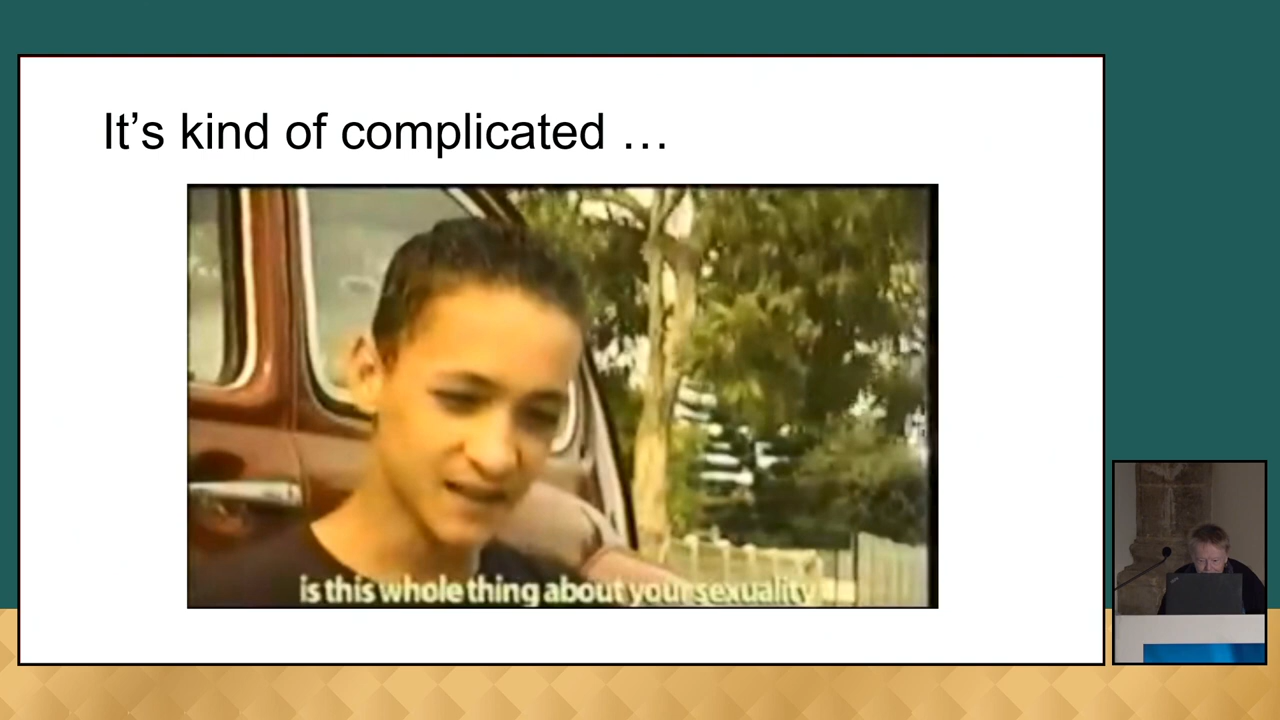 It’s kind of complicated …
is this whole thing about your sexuality